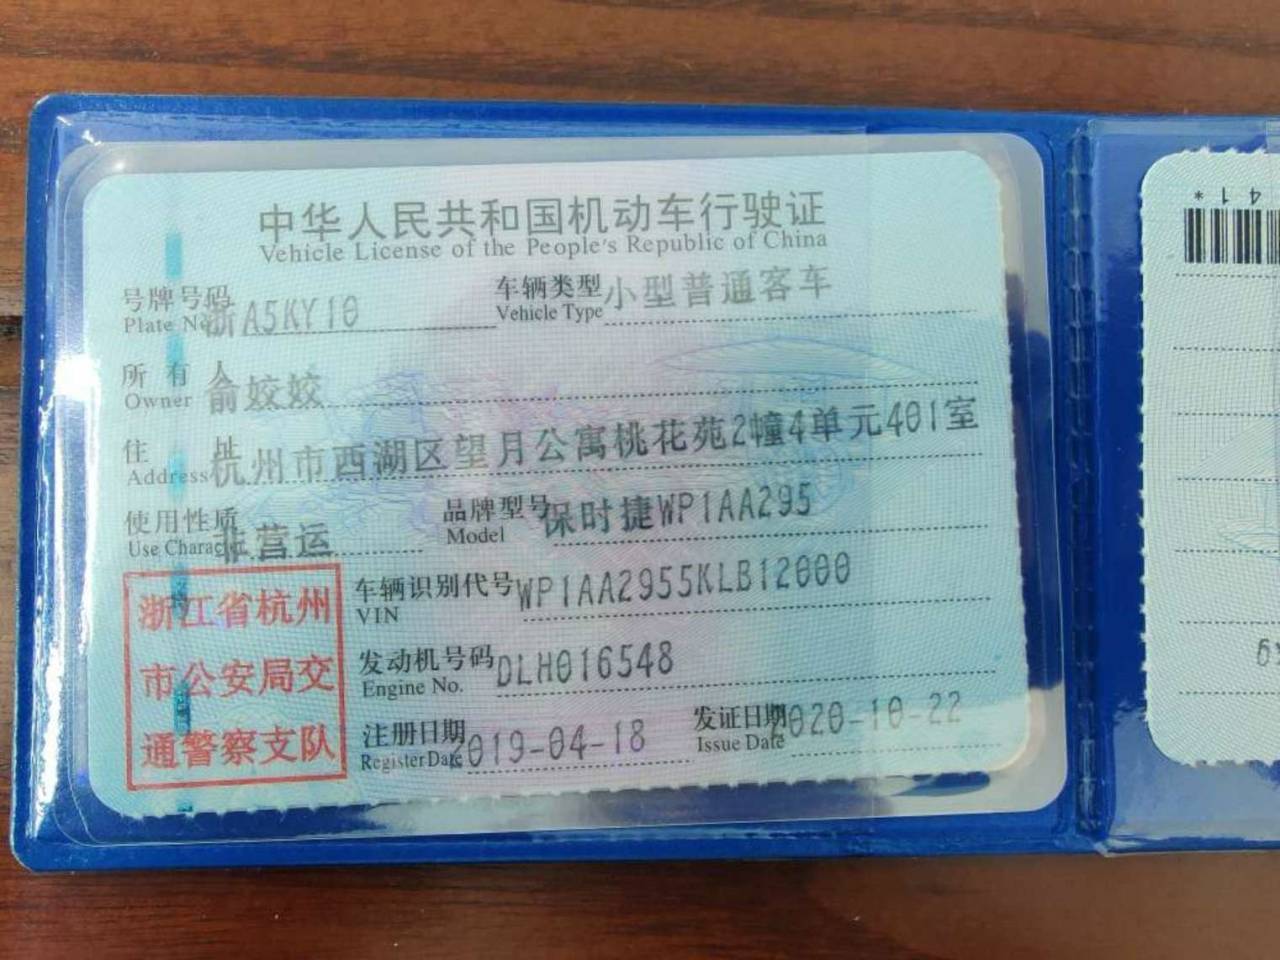 中华人民共和国机动车行驶证
Vehicle License of the People's Republic of China
号牌号码 浙A5KY10 车辆类型 小型普通客车
Plate No. Vehicle Type
所有人 俞姣姣
Owner
住址 杭州市西湖区望月公寓桃花苑2幢4单元401室
Address
使用性质 非营运 品牌型号 保时捷WP1AA295
Use Character Model
车辆识别代号 WP1AA2955KLB12000
VIN
发动机号码 DLH016548
Engine No.
注册日期 2019-04-18 发证日期 2020-10-22
Register Date Issue Date
浙江省杭州
市公安局交
通警察支队